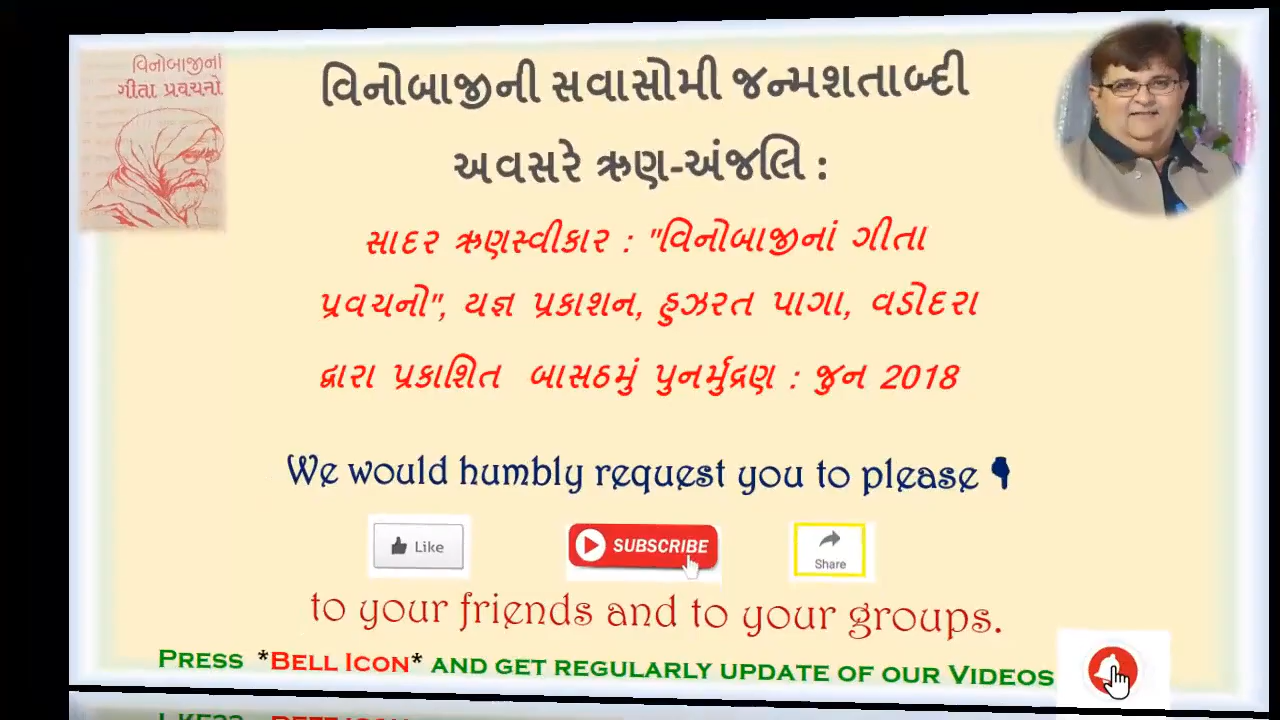 વિનોબાજીનાં
ગીતા પ્રવચનો
વિનોબાજીની સવાસોમી જન્મશતાબ્દી
અવસરે ઋણ-અંજલિ :
સાદર ઋણસ્વીકાર : "વિનોબાજીનાં ગીતા
પ્રવચનો", યજ્ઞ પ્રકાશન, હુઝરત પાગા, વડોદરા
દ્વારા પ્રકાશિત બાસઠમું પુનર્મુદ્રણ : જુન 2018
We would humbly request you to please 👇
Like
SUBSCRIBE
Share
to your friends and to your groups.
PRESS *BELL ICON* AND GET REGULARLY UPDATE OF OUR VIDEOS